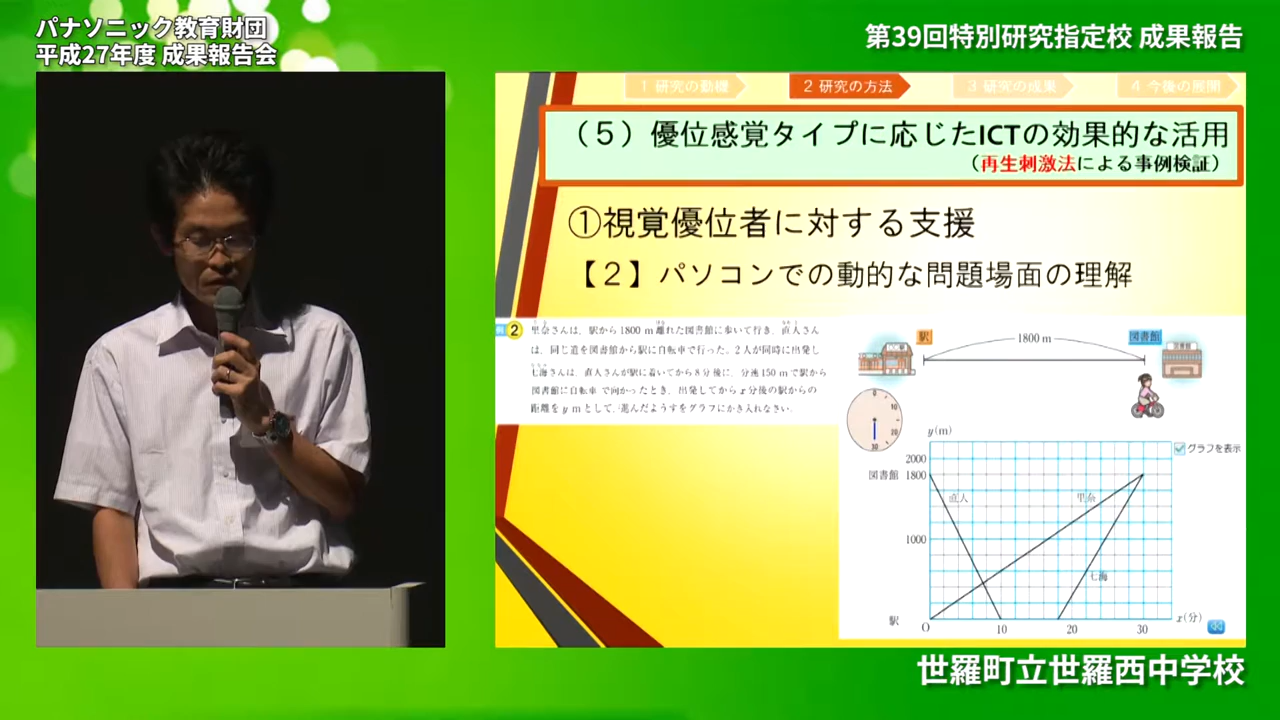 パナソニック教育財団
平成27年度 成果報告会
第39回特別研究指定校 成果報告
1 研究の動機
2 研究の方法
3 研究の成果
4 今後の展開
（5）優位感覚タイプに応じたICTの効果的な活用
（再生刺激法による事例検証）
①視覚優位者に対する支援
【2】パソコンでの動的な問題場面の理解
例 2 里奈さんは，駅から1800 m離れた図書館に歩いて行き，直人さん
は，同じ道を図書館から駅に自転車で行った。2人が同時に出発し
七海さんは，直人さんが駅に着いてから8分後に，分速150 mで駅から
図書館に自転車で向かったとき，出発してからx分後の駅からの
距離をy mとして，進んだようすをグラフにかき入れなさい．
駅
1800 m
図書館
0
10
20
30
y(m)
グラフを表示
2000
図書館 1800
直人
里奈
1000
七海
駅
O
10
20
30
x(分)
世羅町立世羅西中学校